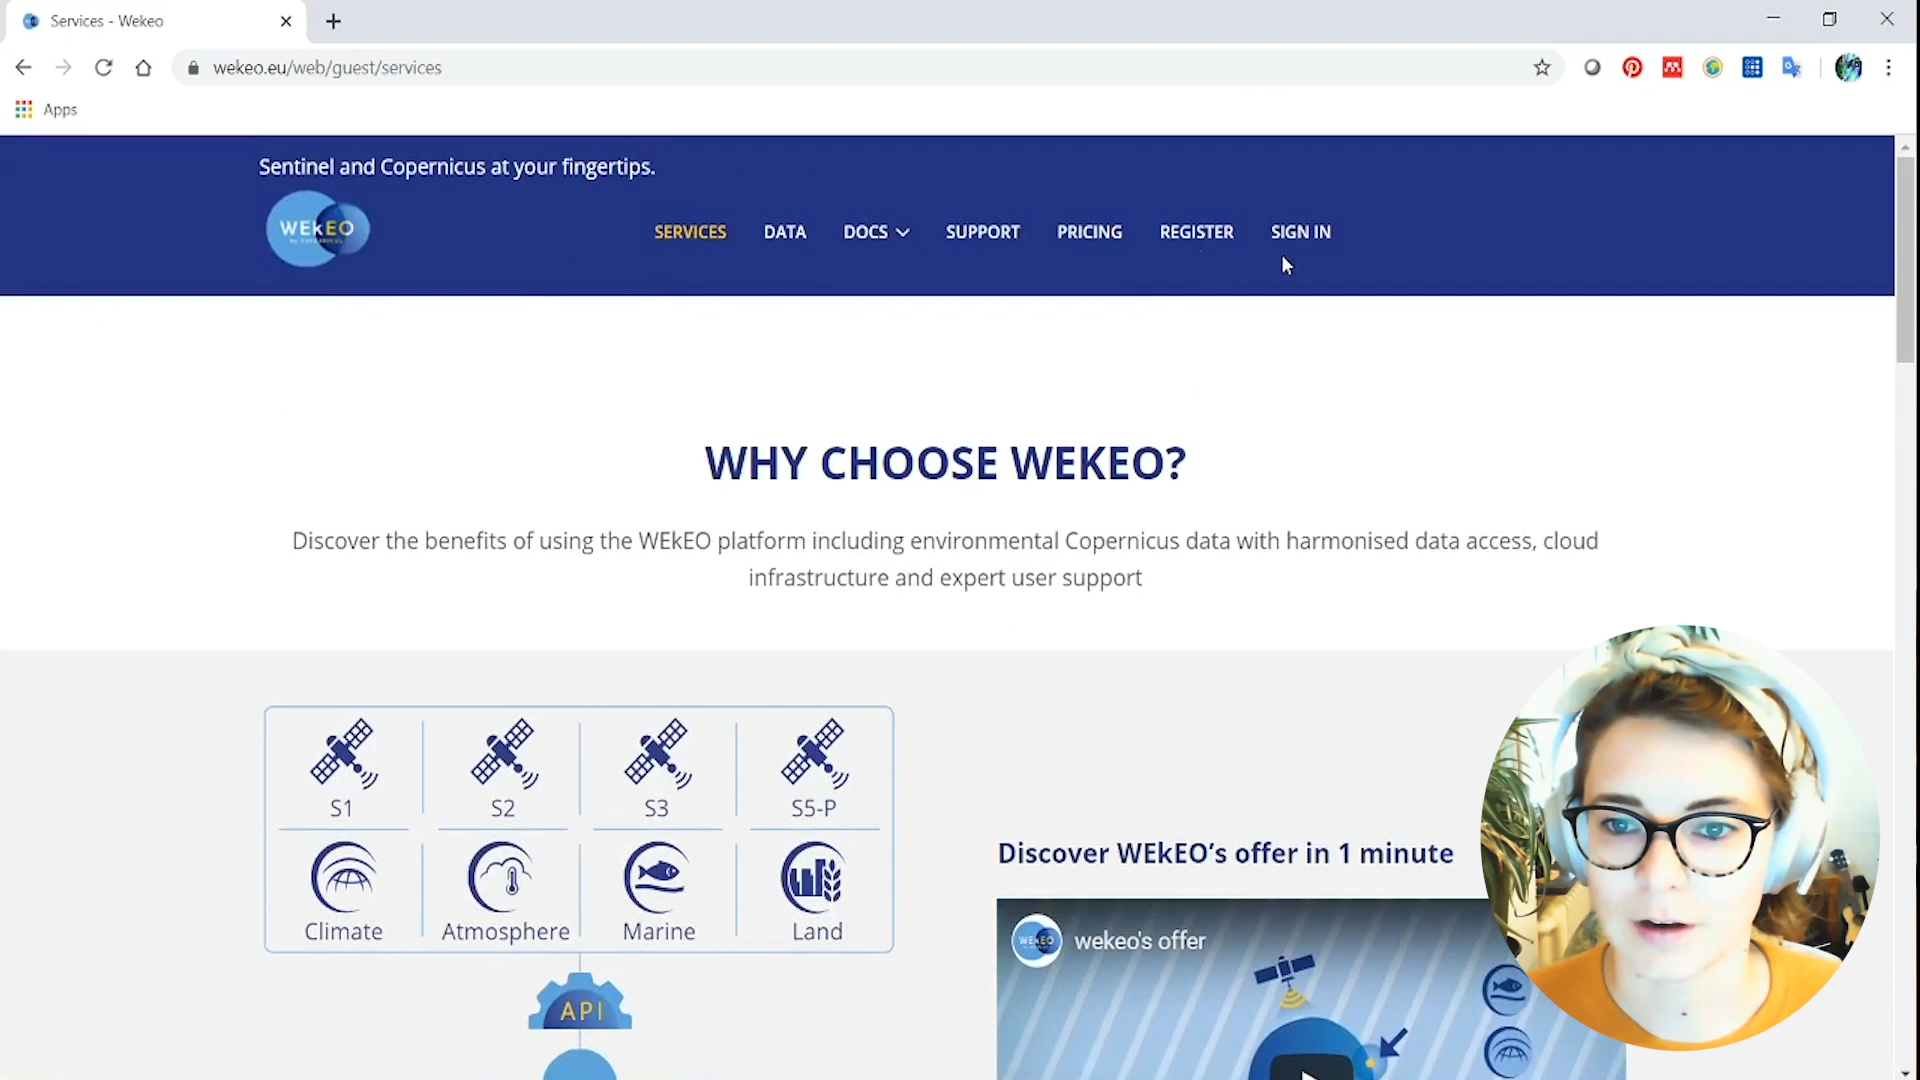 Services - Wekeo
wekeo.eu/web/guest/services
Apps
Sentinel and Copernicus at your fingertips.
WEkEO
SERVICES DATA DOCS SUPPORT PRICING REGISTER SIGN IN
WHY CHOOSE WEKEO?
Discover the benefits of using the WEkEO platform including environmental Copernicus data with harmonised data access, cloud
infrastructure and expert user support
S1 S2 S3 S5-P
Climate Atmosphere Marine Land
API
Discover WEkEO's offer in 1 minute
WEkEO
wekeo's offer